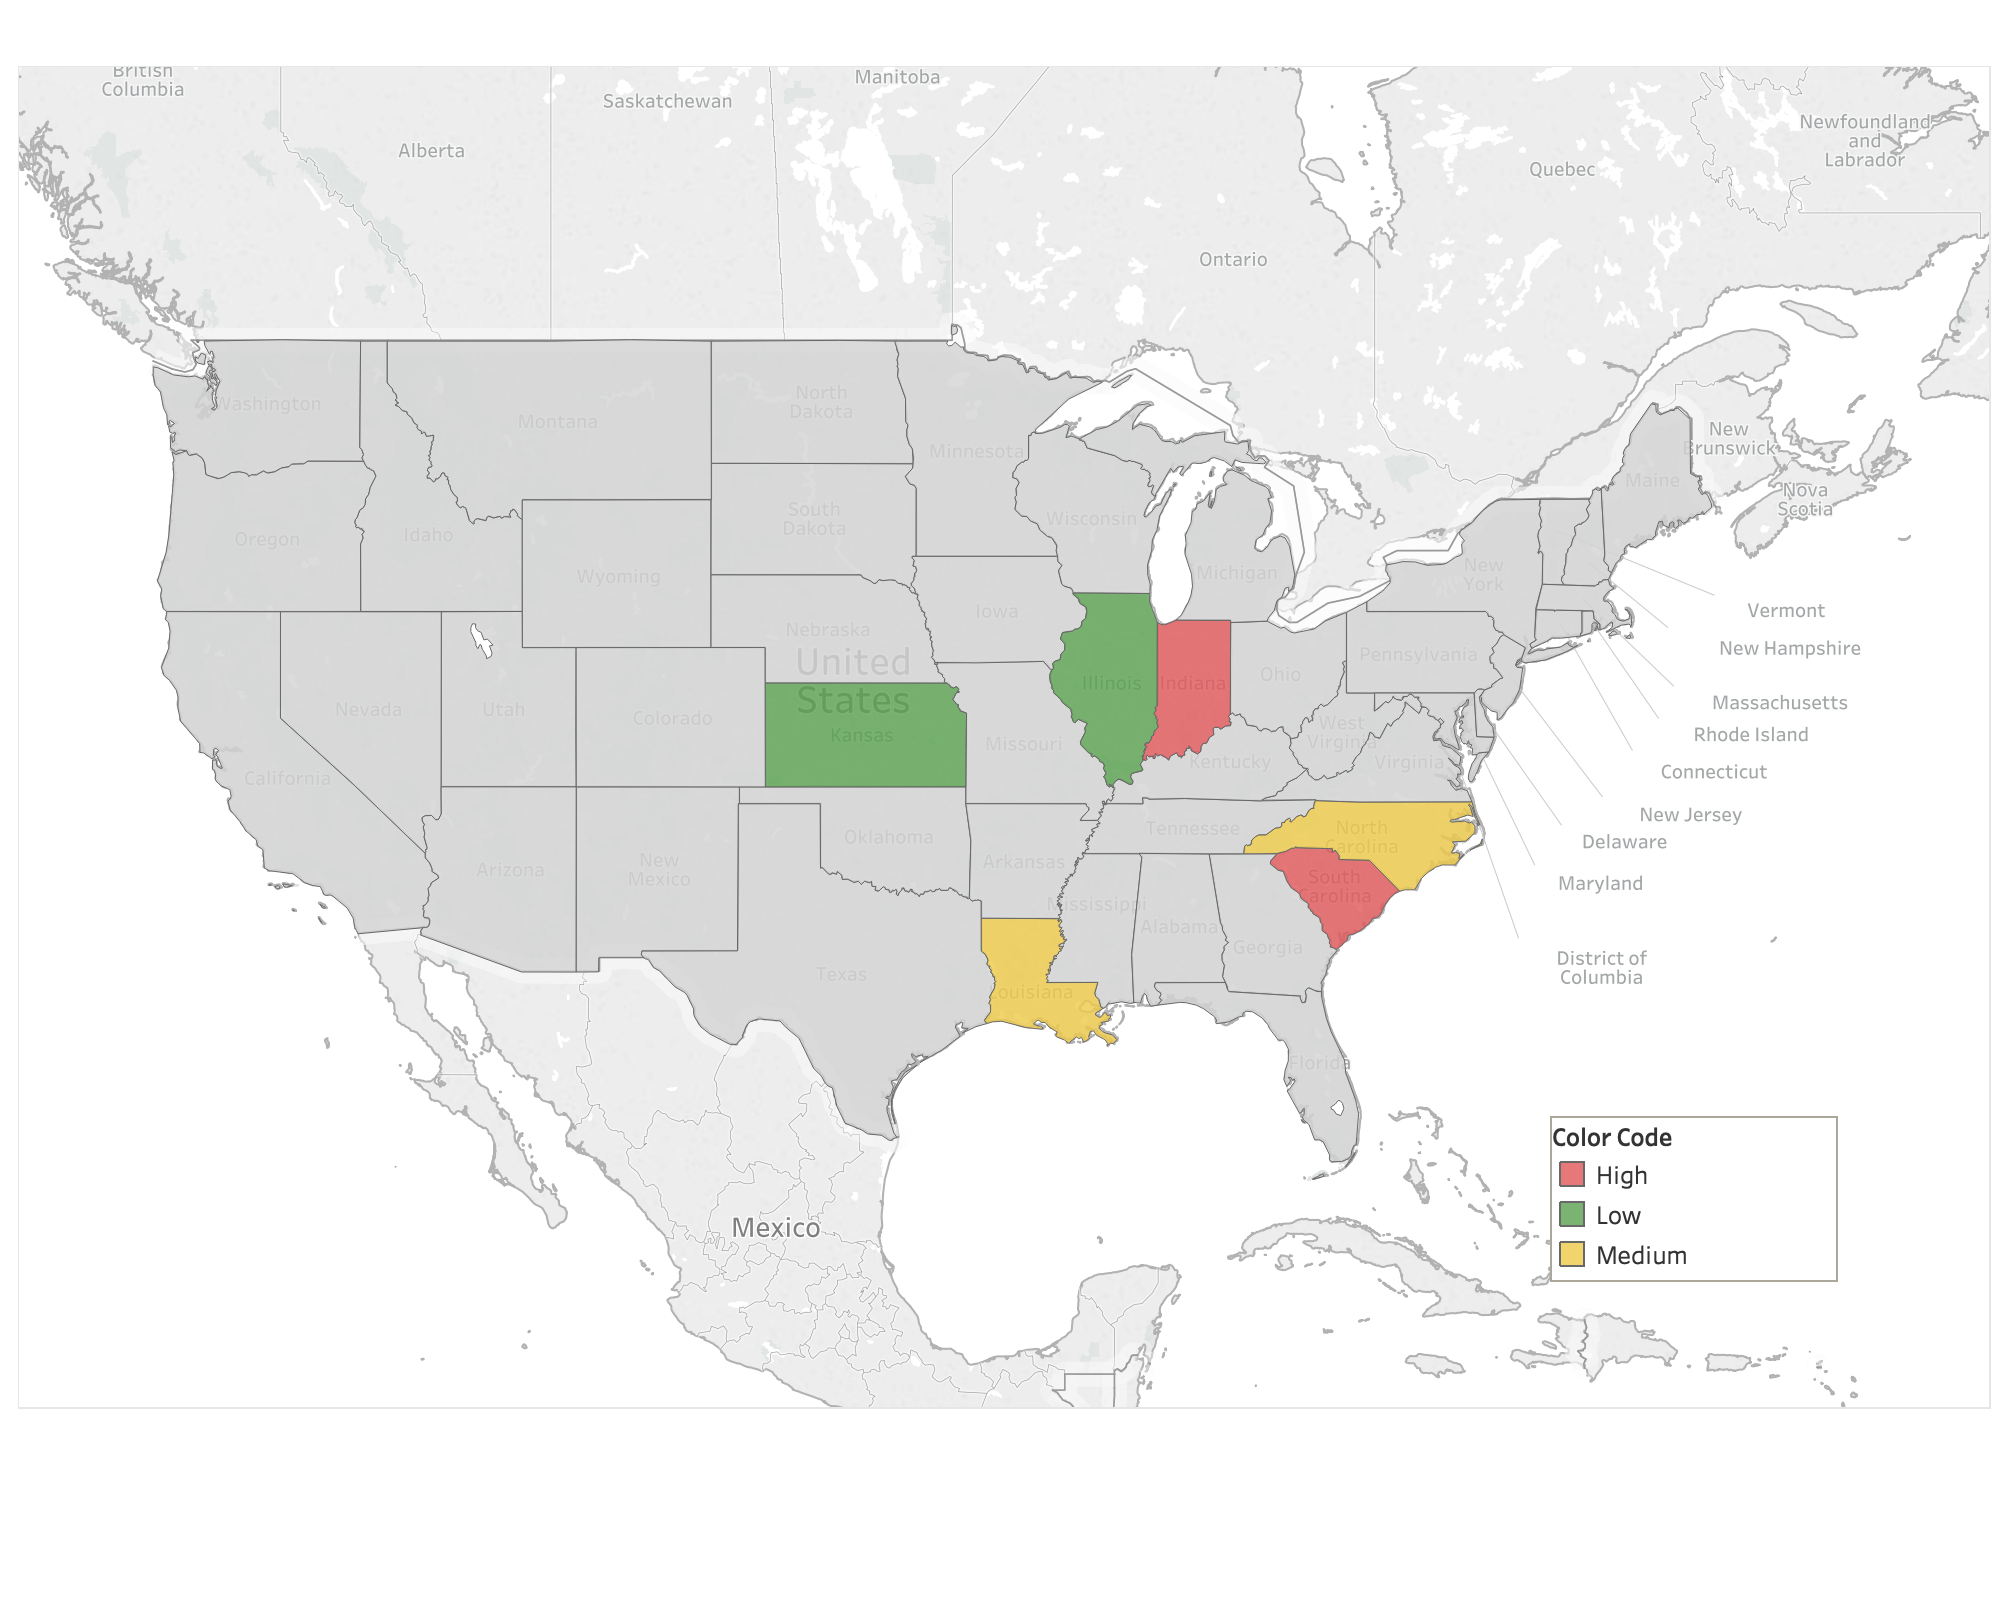 British
Columbia
Alberta
Saskatchewan
Manitoba
Ontario
Quebec
Newfoundland
and
Labrador
New
Brunswick
Nova
Scotia
Washington
Montana
North
Dakota
Minnesota
Maine
Oregon
Idaho
South
Dakota
Wisconsin
Wyoming
Michigan
New
York
Iowa
Nebraska
Vermont
New Hampshire
United
States
Pennsylvania
Ohio
Illinois
Indiana
Massachusetts
Nevada
Utah
Colorado
Kansas
Missouri
West
Virginia
Rhode Island
California
Kentucky
Virginia
Connecticut
New Jersey
Oklahoma
Tennessee
North
Carolina
Delaware
Arizona
New
Mexico
Arkansas
South
Carolina
Maryland
Mississippi
Alabama
Georgia
Texas
Louisiana
District of
Columbia
Florida
Mexico
Color Code
High
Low
Medium